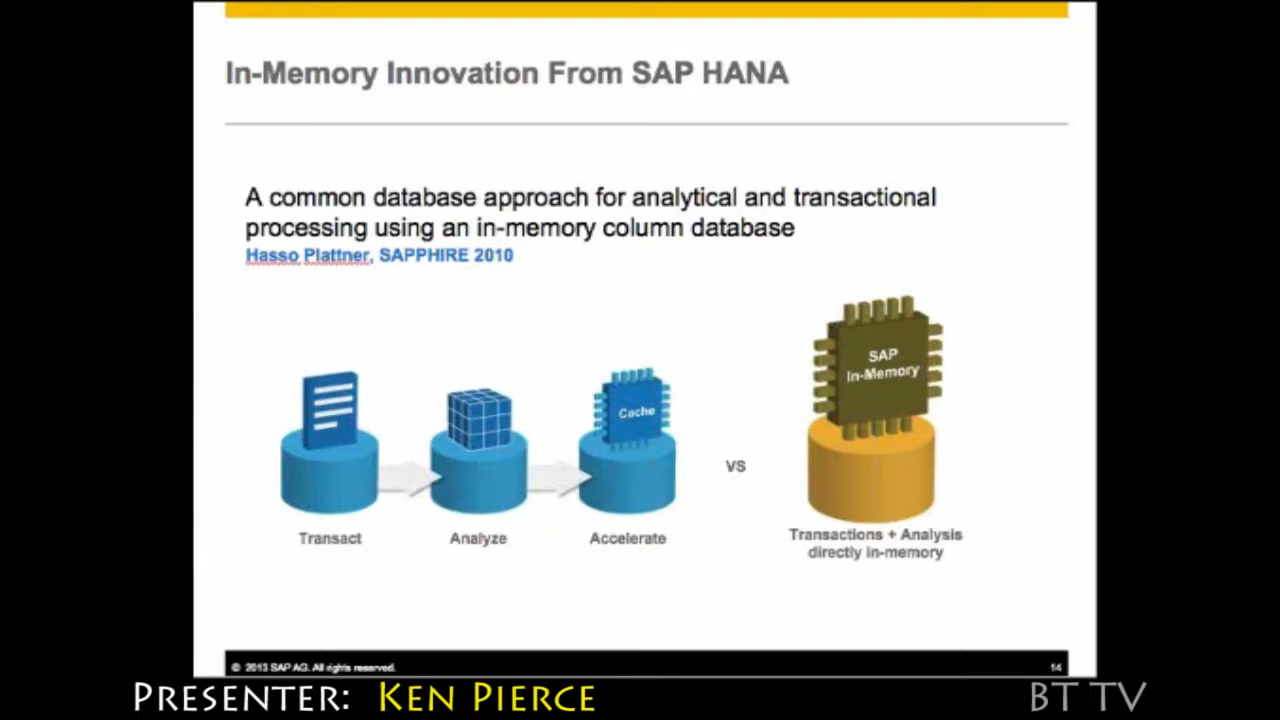 In-Memory Innovation From SAP HANA
A common database approach for analytical and transactional
processing using an in-memory column database
Hasso Plattner, SAPPHIRE 2010
SAP
In-Memory
Cache
vs
Transact
Analyze
Accelerate
Transactions + Analysis
directly in-memory
© 2013 SAP AG. All rights reserved.
14
PRESENTER: KEN PIERCE
BT TV